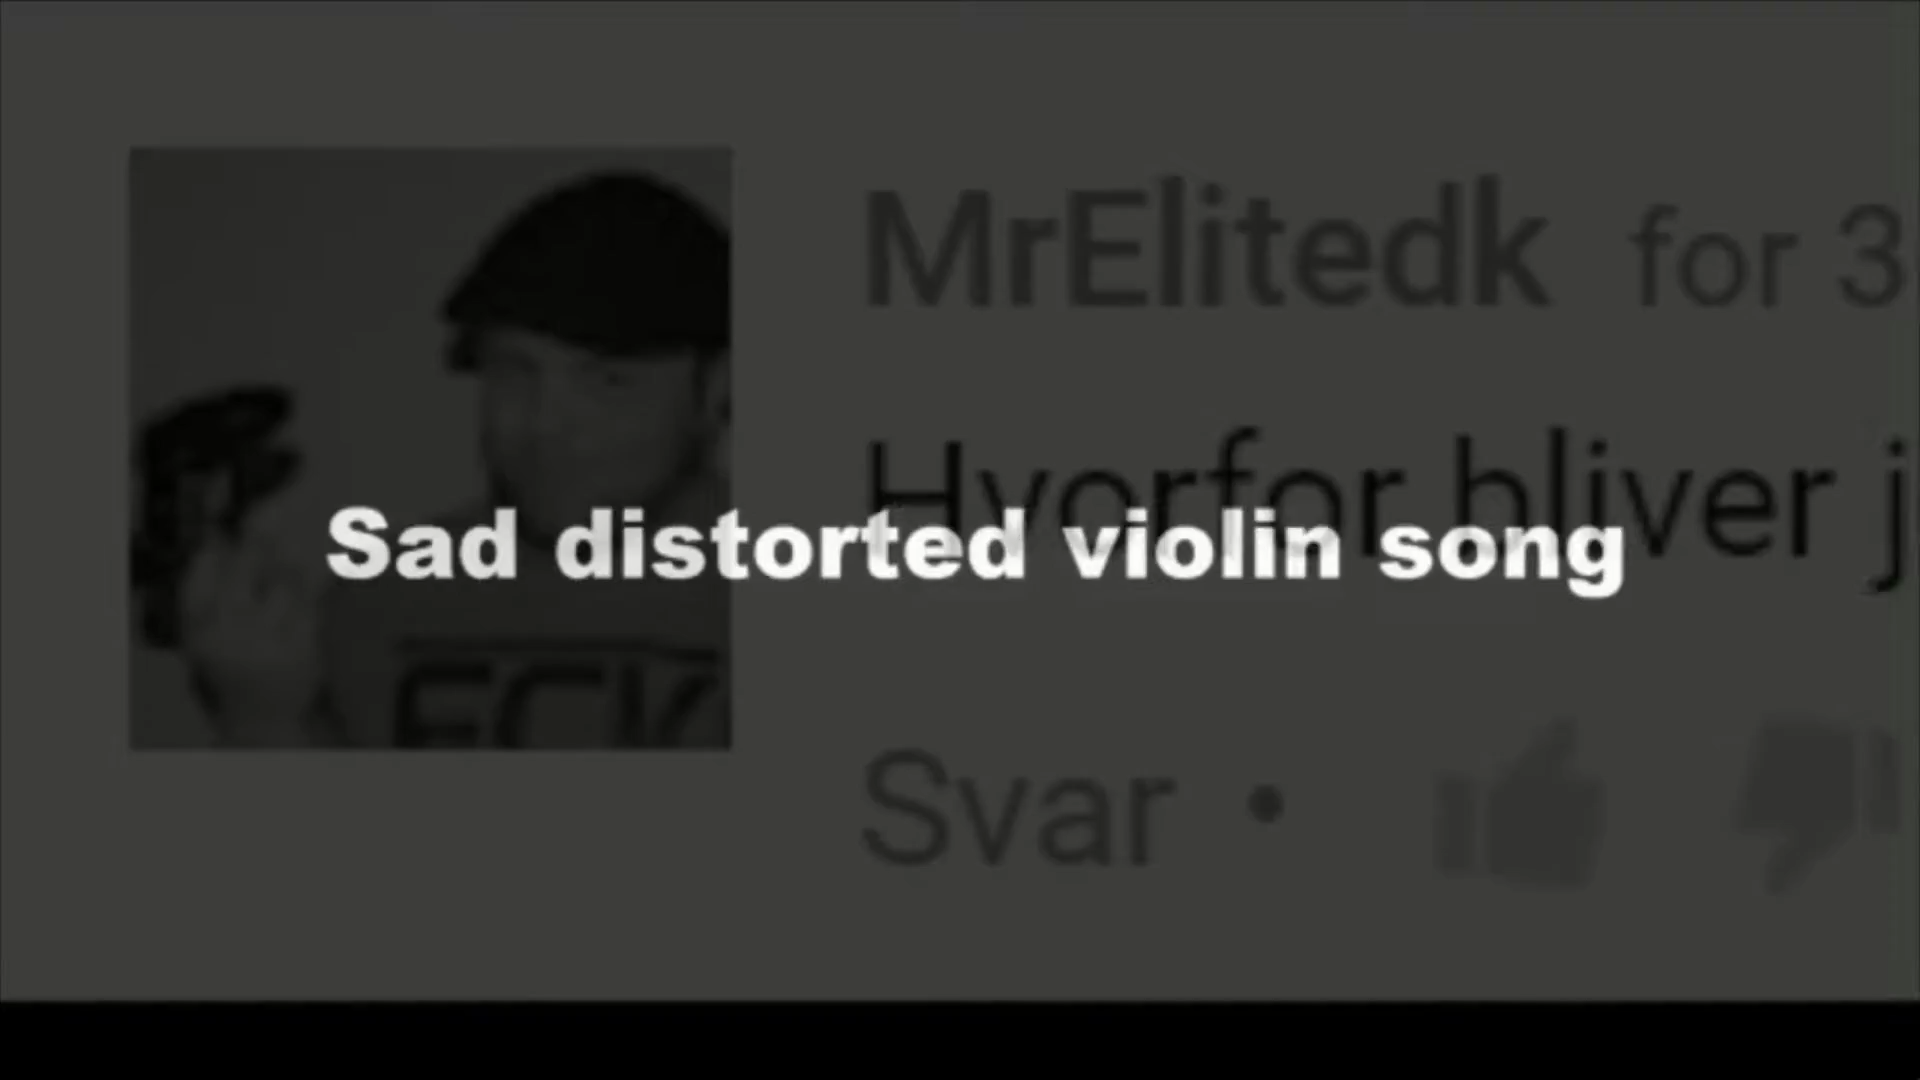 MrElitedk for 3
Hvorfor bliver j
Sad distorted violin song
Svar •